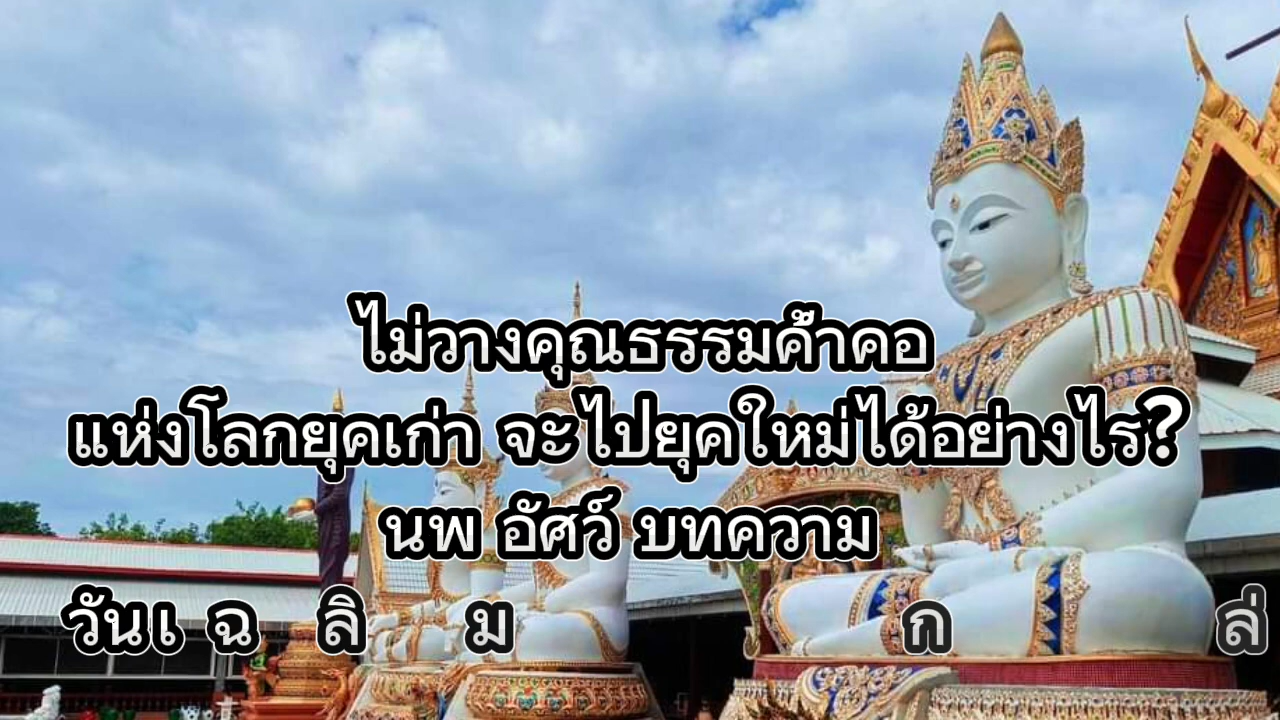 ไม่วางคุณธรรมค้ำคอ
แห่งโลกยุคเก่า จะไปยุคใหม่ได้อย่างไร?
นพ อัศว์ บทความ
วันเ ฉ ลิ ม ก ล่